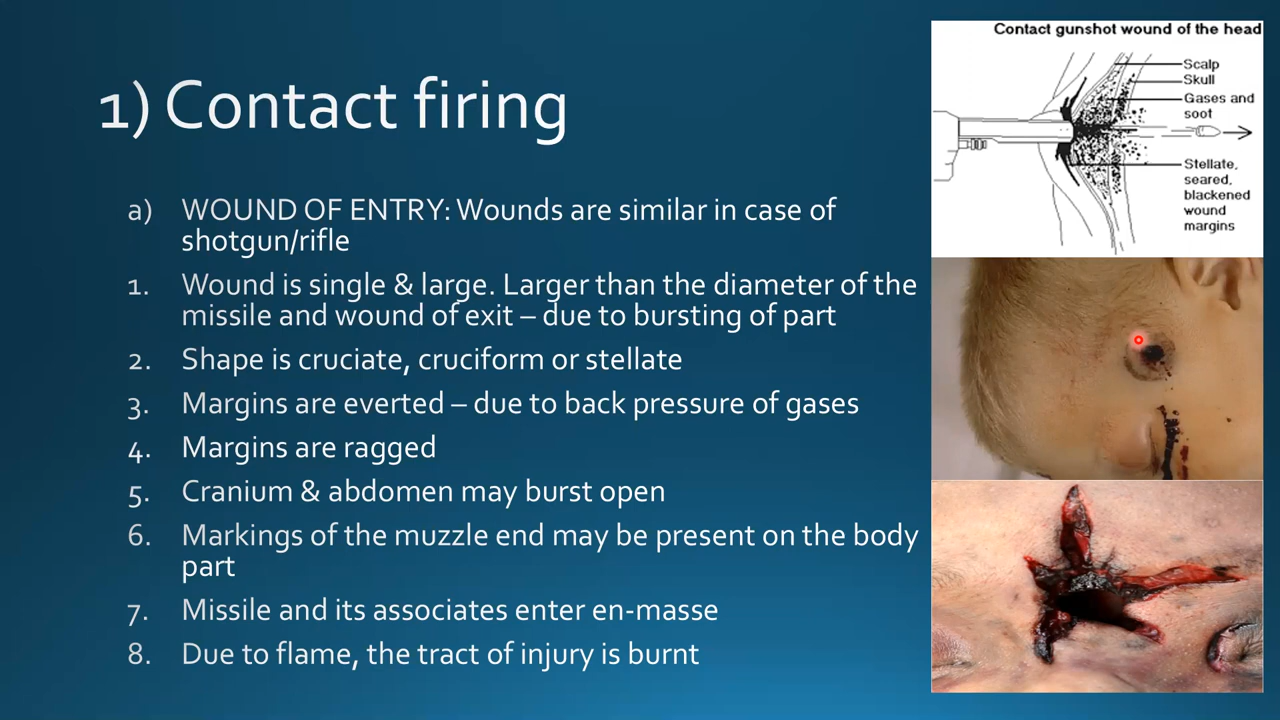 1) Contact firing
a) WOUND OF ENTRY: Wounds are similar in case of
shotgun/rifle
1. Wound is single & large. Larger than the diameter of the
missile and wound of exit – due to bursting of part
2. Shape is cruciate, cruciform or stellate
3. Margins are everted – due to back pressure of gases
4. Margins are ragged
5. Cranium & abdomen may burst open
6. Markings of the muzzle end may be present on the body
part
7. Missile and its associates enter en-masse
8. Due to flame, the tract of injury is burnt
Contact gunshot wound of the head
Scalp
Skull
Gases and
soot
Stellate,
seared,
blackened
wound
margins